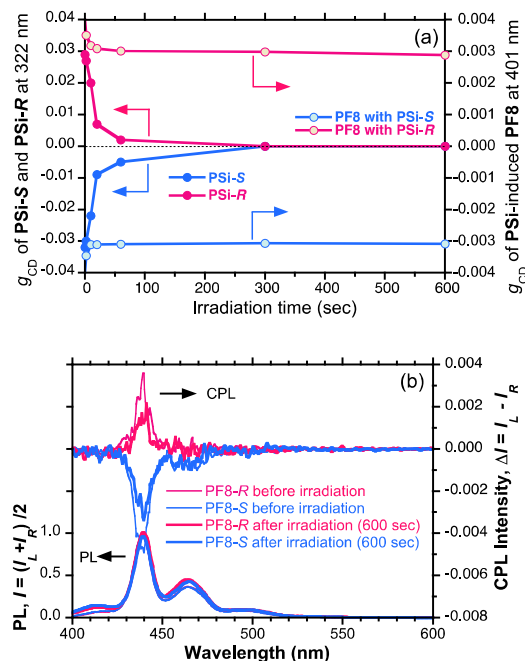 (a)
g_CD of PSi-S and PSi-R at 322 nm
0.04
0.03
0.02
0.01
0.00
-0.01
-0.02
-0.03
-0.04
PF8 with PSi-S
PF8 with PSi-R
PSi-S
PSi-R
0.004
0.003
0.002
0.001
0.000
-0.001
-0.002
-0.003
-0.004
g_CD of PSi-induced PF8 at 401 nm
0 100 200 300 400 500 600
Irradiation time (sec)
(b)
CPL
PF8-R before irradiation
PF8-S before irradiation
PF8-R after irradiation (600 sec)
PF8-S after irradiation (600 sec)
PL
PL, I = (I_L +I_R) /2
1.0
0.5
0.0
0.004
0.002
0.000
-0.002
-0.004
-0.006
-0.008
CPL Intensity, ΔI = I_L - I_R
400 450 500 550 600
Wavelength (nm)